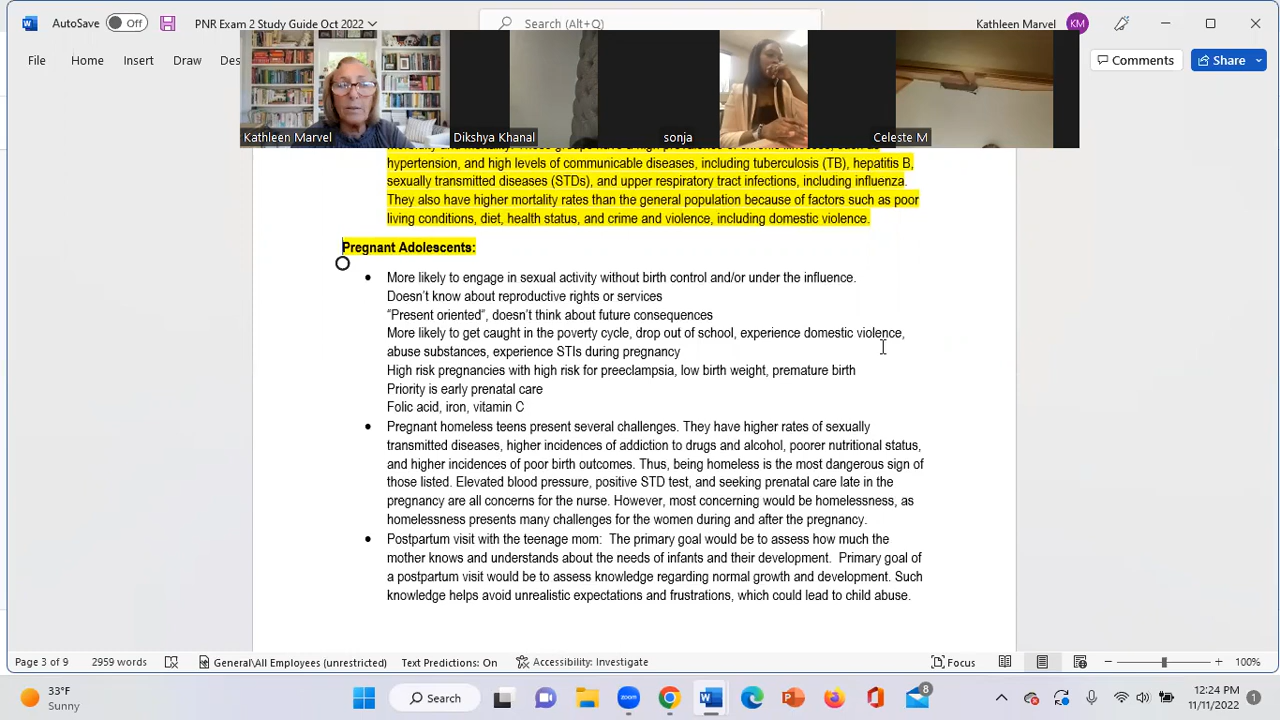 AutoSave Off PNR Exam 2 Study Guide Oct 2022 Search (Alt+Q) Kathleen Marvel KM
File Home Insert Draw Des Comments Share
Kathleen Marvel Dikshya Khanal sonja Celeste M
hypertension, and high levels of communicable diseases, including tuberculosis (TB), hepatitis B,
sexually transmitted diseases (STDs), and upper respiratory tract infections, including influenza.
They also have higher mortality rates than the general population because of factors such as poor
living conditions, diet, health status, and crime and violence, including domestic violence.
Pregnant Adolescents:
• More likely to engage in sexual activity without birth control and/or under the influence.
Doesn't know about reproductive rights or services
“Present oriented”, doesn't think about future consequences
More likely to get caught in the poverty cycle, drop out of school, experience domestic violence,
abuse substances, experience STIs during pregnancy
High risk pregnancies with high risk for preeclampsia, low birth weight, premature birth
Priority is early prenatal care
Folic acid, iron, vitamin C
• Pregnant homeless teens present several challenges. They have higher rates of sexually
transmitted diseases, higher incidences of addiction to drugs and alcohol, poorer nutritional status,
and higher incidences of poor birth outcomes. Thus, being homeless is the most dangerous sign of
those listed. Elevated blood pressure, positive STD test, and seeking prenatal care late in the
pregnancy are all concerns for the nurse. However, most concerning would be homelessness, as
homelessness presents many challenges for the women during and after the pregnancy.
• Postpartum visit with the teenage mom: The primary goal would be to assess how much the
mother knows and understands about the needs of infants and their development. Primary goal of
a postpartum visit would be to assess knowledge regarding normal growth and development. Such
knowledge helps avoid unrealistic expectations and frustrations, which could lead to child abuse.
Page 3 of 9 2959 words General\All Employees (unrestricted) Text Predictions: On Accessibility: Investigate Focus 100%
33°F
Sunny
Search
8
12:24 PM
11/11/2022
1